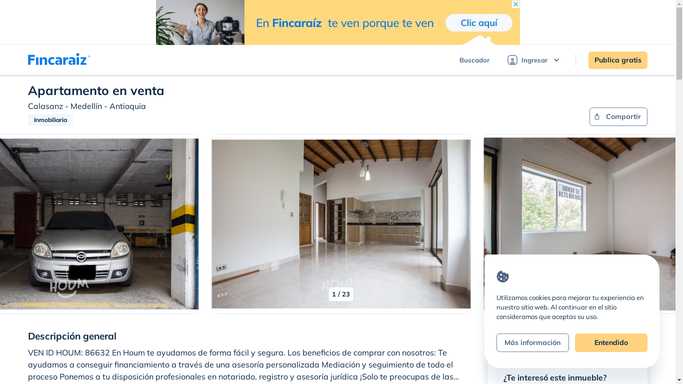 En Fincaraíz te ven porque te ven
Clic aquí
Fincaraíz
Buscador
Ingresar
Publica gratis
Apartamento en venta
Calasanz - Medellín - Antioquia
Inmobiliaria
Compartir
HOUM
1 / 23
Utilizamos cookies para mejorar tu experiencia en
nuestro sitio web. Al continuar en el sitio
consideramos que aceptas su uso.
Más información
Entendido
Descripción general
VEN ID HOUM: 86632 En Houm te ayudamos de forma fácil y segura. Los beneficios de comprar con nosotros: Te
ayudamos a conseguir financiamiento a través de una asesoría personalizada Mediación y seguimiento de todo el
proceso Ponemos a tu disposición profesionales en notariado, registro y asesoría jurídica ¡Solo te preocupas de las...
¿Te interesó este inmueble?